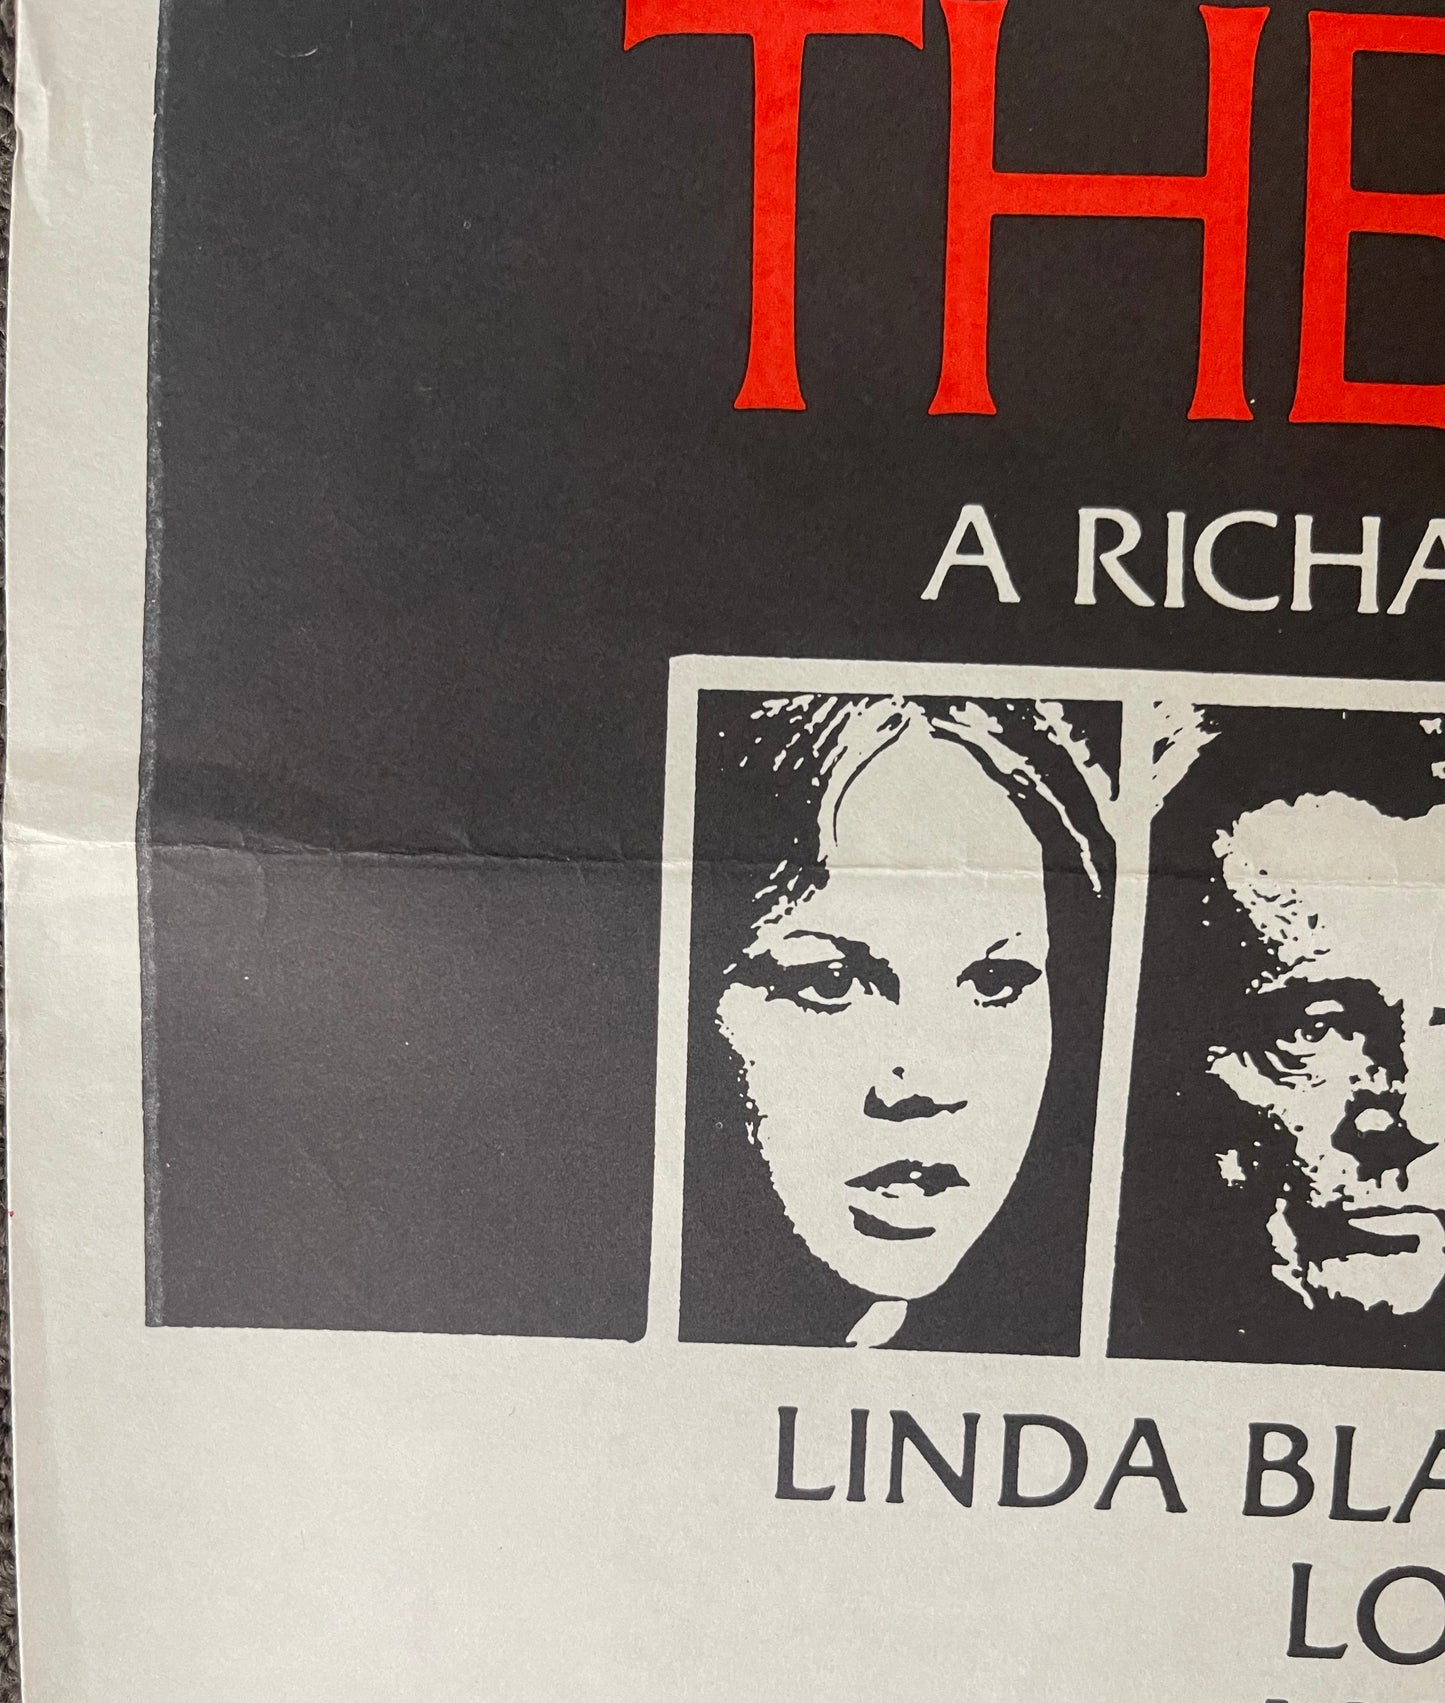 THE
A RICHA
LINDA BLA
LO